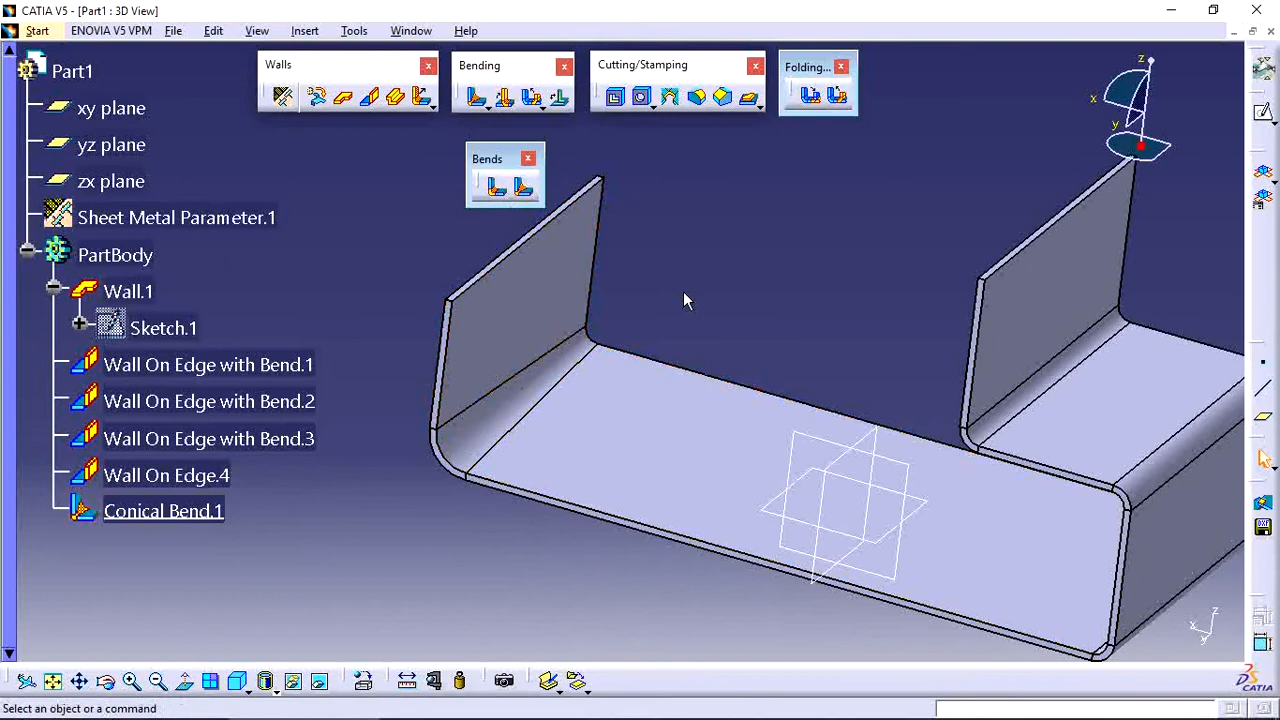 CATIA V5 - [Part1 : 3D View]
Start ENOVIA V5 VPM File Edit View Insert Tools Window Help
Walls
Bending
Cutting/Stamping
Folding...
Part1
xy plane
yz plane
zx plane
Sheet Metal Parameter.1
PartBody
Wall.1
Sketch.1
Wall On Edge with Bend.1
Wall On Edge with Bend.2
Wall On Edge with Bend.3
Wall On Edge.4
Conical Bend.1
Bends
z
x
y
z
x
y
CATIA
Select an object or a command